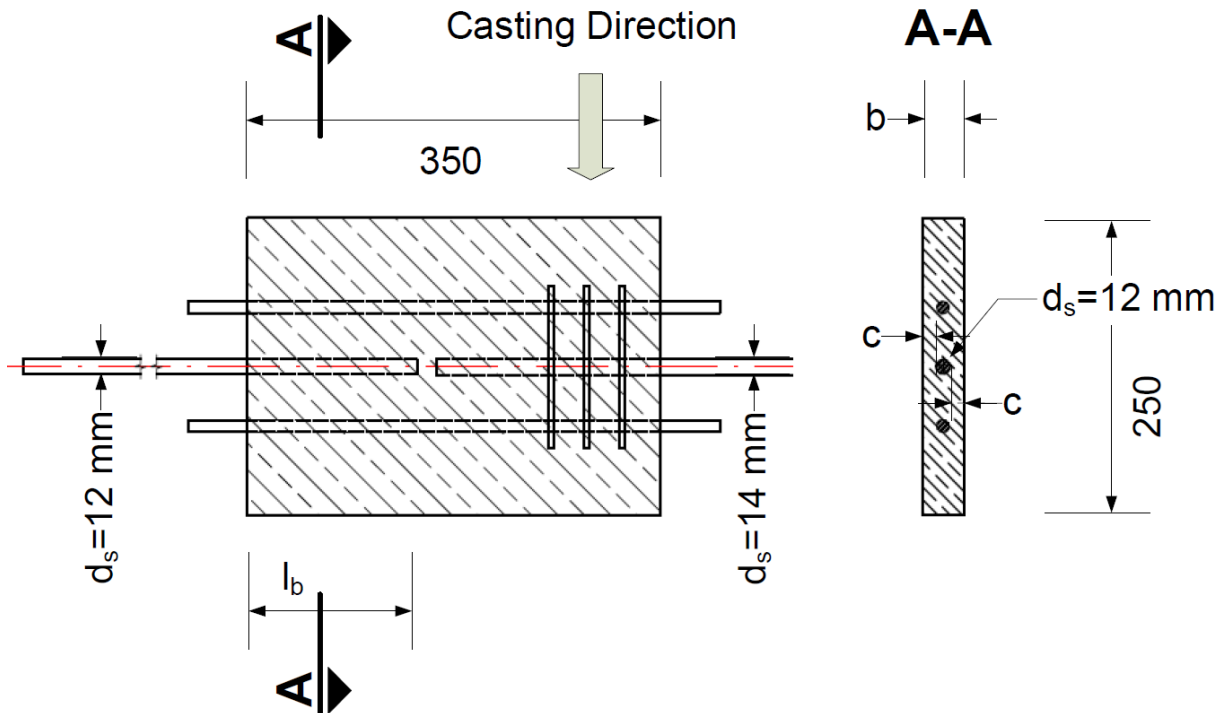 Casting Direction
A-A
A
350
b
d_s=12 mm
c
c
250
d_s=12 mm
d_s=14 mm
l_b
A